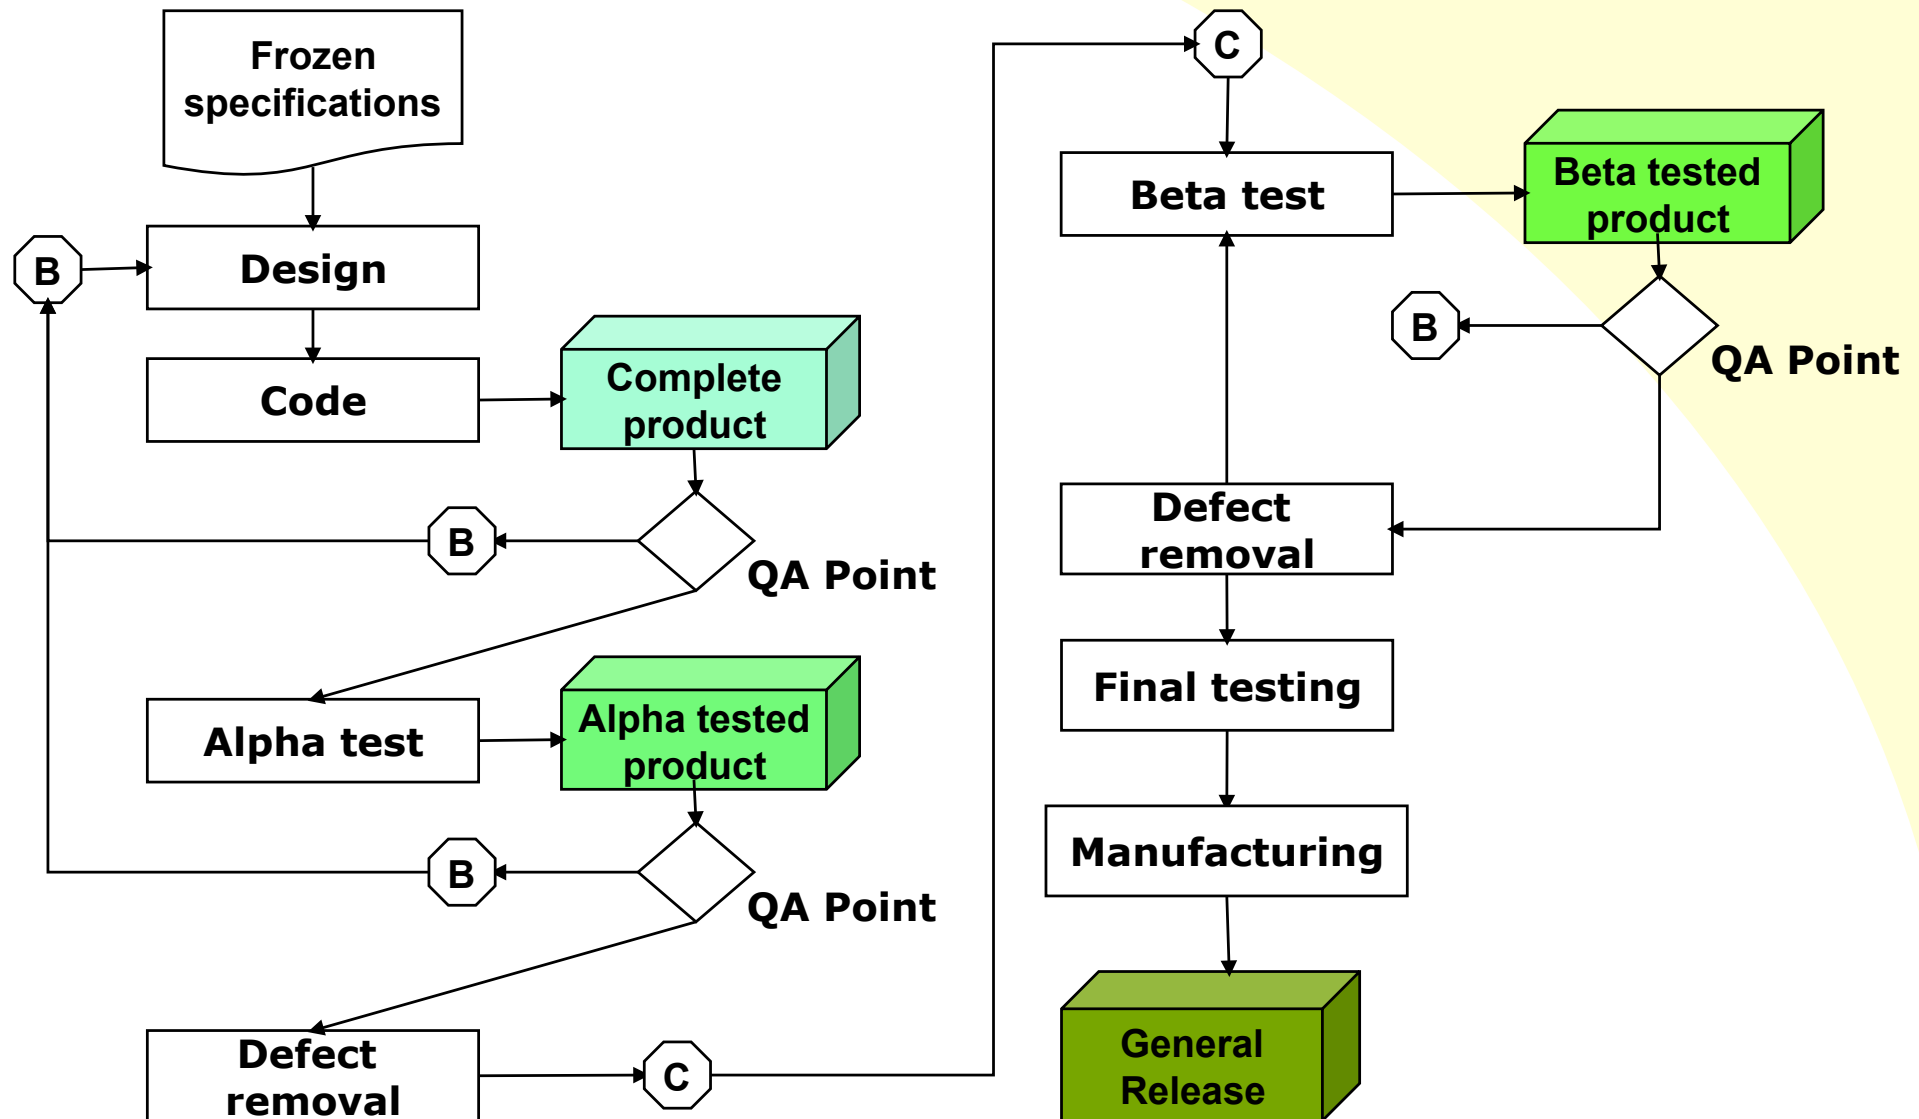 Frozen
specifications
B
Design
Code
Complete
product
B
QA Point
Alpha test
Alpha tested
product
B
QA Point
Defect
removal
C
C
Beta test
Beta tested
product
B
QA Point
Defect
removal
Final testing
Manufacturing
General
Release